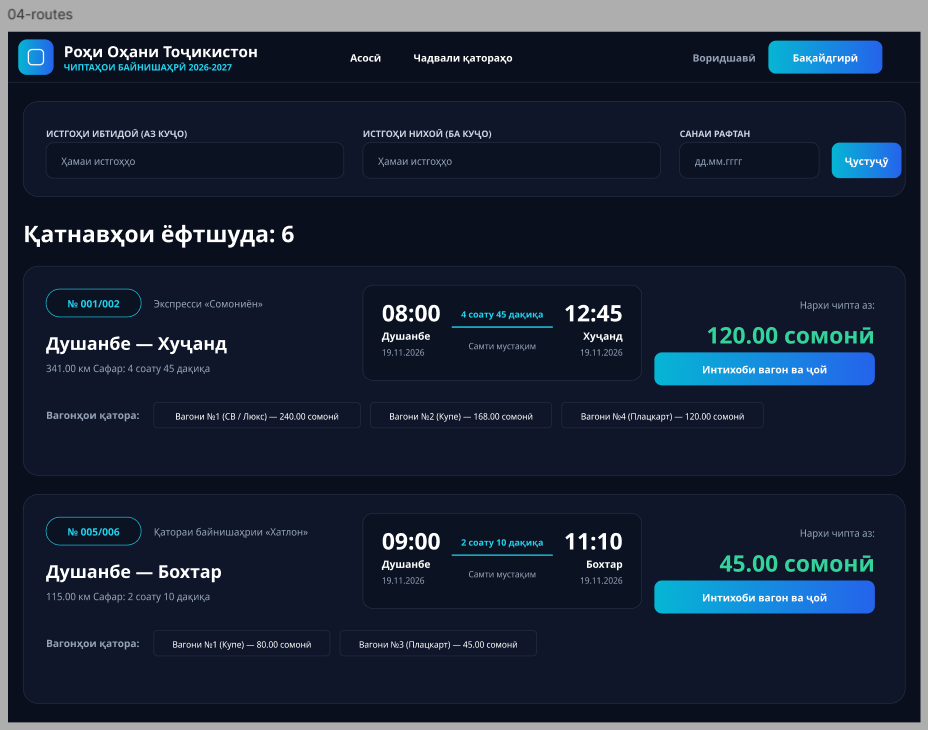 04-routes
Роҳи Оҳани Тоҷикистон
ЧИПТАҲОИ БАЙНИШАҲРӢ 2026-2027
Асосӣ
Ҷадвали қатораҳо
Воридшавӣ
Бақайдгирӣ
ИСТГОҲИ ИБТИДОӢ (АЗ КУҶО)
ИСТГОҲИ НИХОӢ (БА КУҶО)
САНАИ РАФТАН
Ҳамаи истгоҳҳо
Ҳамаи истгоҳҳо
дд.мм.гггг
Ҷустуҷӯ
Қатнавҳои ёфтшуда: 6
№ 001/002
Экспресси «Сомониён»
Душанбе — Хуҷанд
341.00 км Сафар: 4 соату 45 дақиқа
08:00
4 соату 45 дақиқа
12:45
Душанбе
Хуҷанд
19.11.2026
Самти мустақим
19.11.2026
Нархи чипта аз:
120.00 сомонӣ
Интихоби вагон ва ҷой
Вагонҳои қатора:
Вагони №1 (СВ / Люкс) — 240.00 сомонӣ
Вагони №2 (Купе) — 168.00 сомонӣ
Вагони №4 (Плацкарт) — 120.00 сомонӣ
№ 005/006
Қатораи байнишаҳрии «Хатлон»
Душанбе — Бохтар
115.00 км Сафар: 2 соату 10 дақиқа
09:00
2 соату 10 дақиқа
11:10
Душанбе
Бохтар
19.11.2026
Самти мустақим
19.11.2026
Нархи чипта аз:
45.00 сомонӣ
Интихоби вагон ва ҷой
Вагонҳои қатора:
Вагони №1 (Купе) — 80.00 сомонӣ
Вагони №3 (Плацкарт) — 45.00 сомонӣ